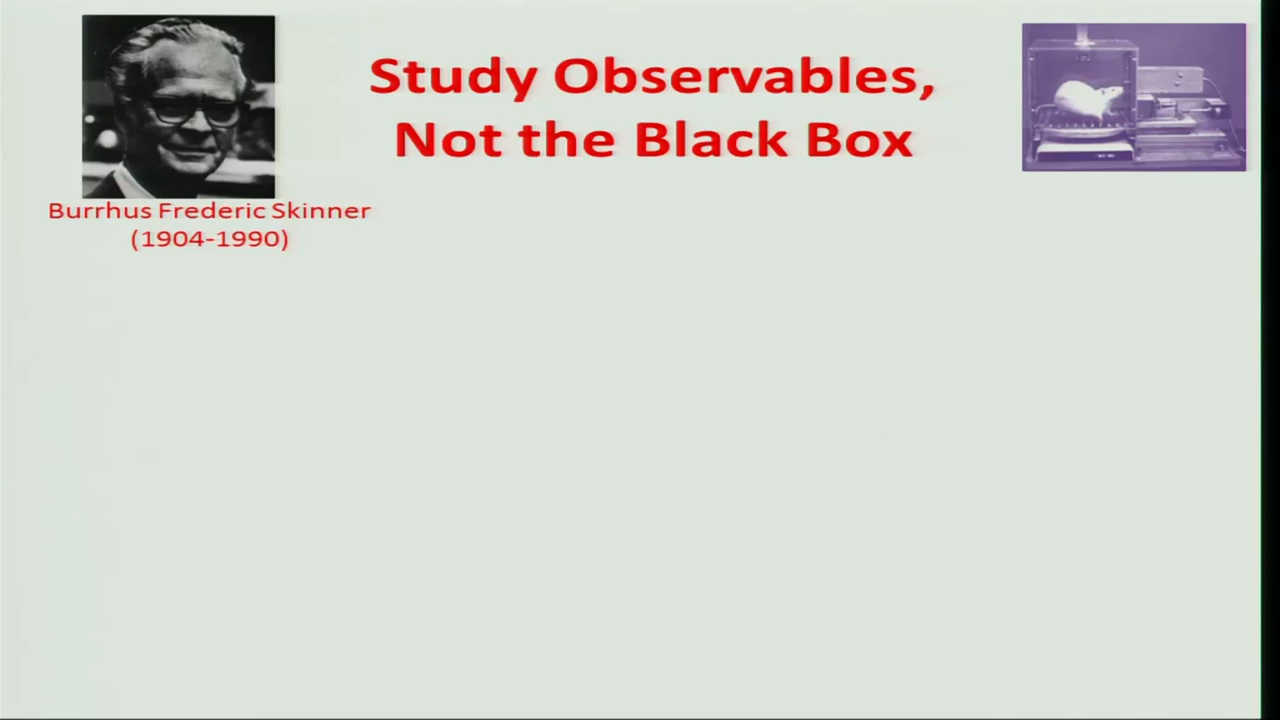 Study Observables,
Not the Black Box
Burrhus Frederic Skinner
(1904-1990)